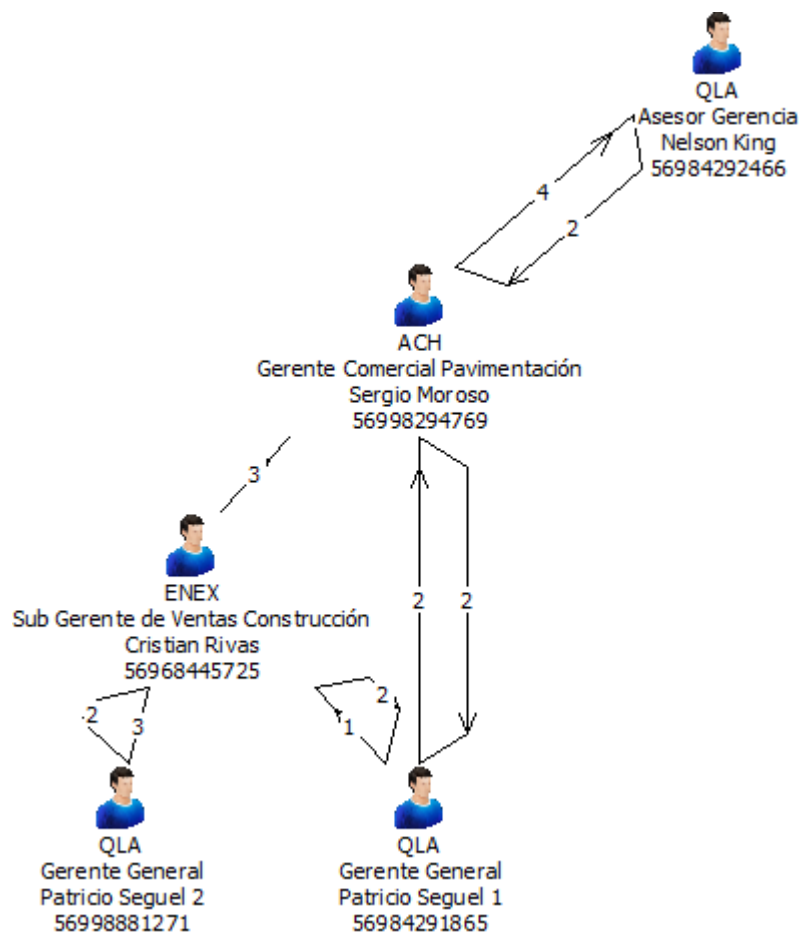 QLA
Asesor Gerencia
Nelson King
56984292466
4
2
ACH
Gerente Comercial Pavimentación
Sergio Moroso
56998294769
3
ENEX
Sub Gerente de Ventas Construcción
Cristian Rivas
56968445725
2
2
2
3
2
1
QLA
Gerente General
Patricio Seguel 2
56998881271
QLA
Gerente General
Patricio Seguel 1
56984291865